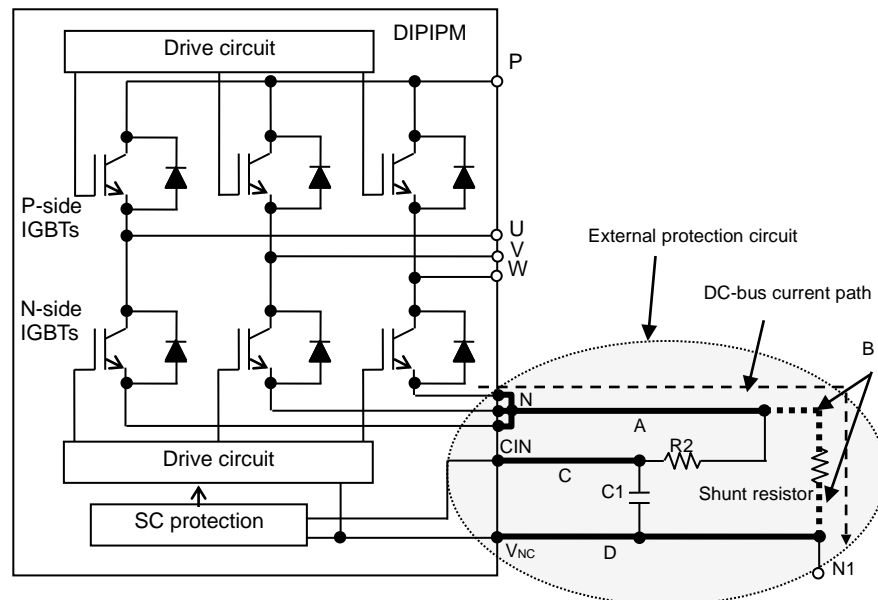 DIPIPM
Drive circuit
P
P-side
IGBTs
U
V
W
External protection circuit
DC-bus current path
N-side
IGBTs
B
N
A
CIN
R2
C
Drive circuit
C1
Shunt resistor
SC protection
VNC
D
N1